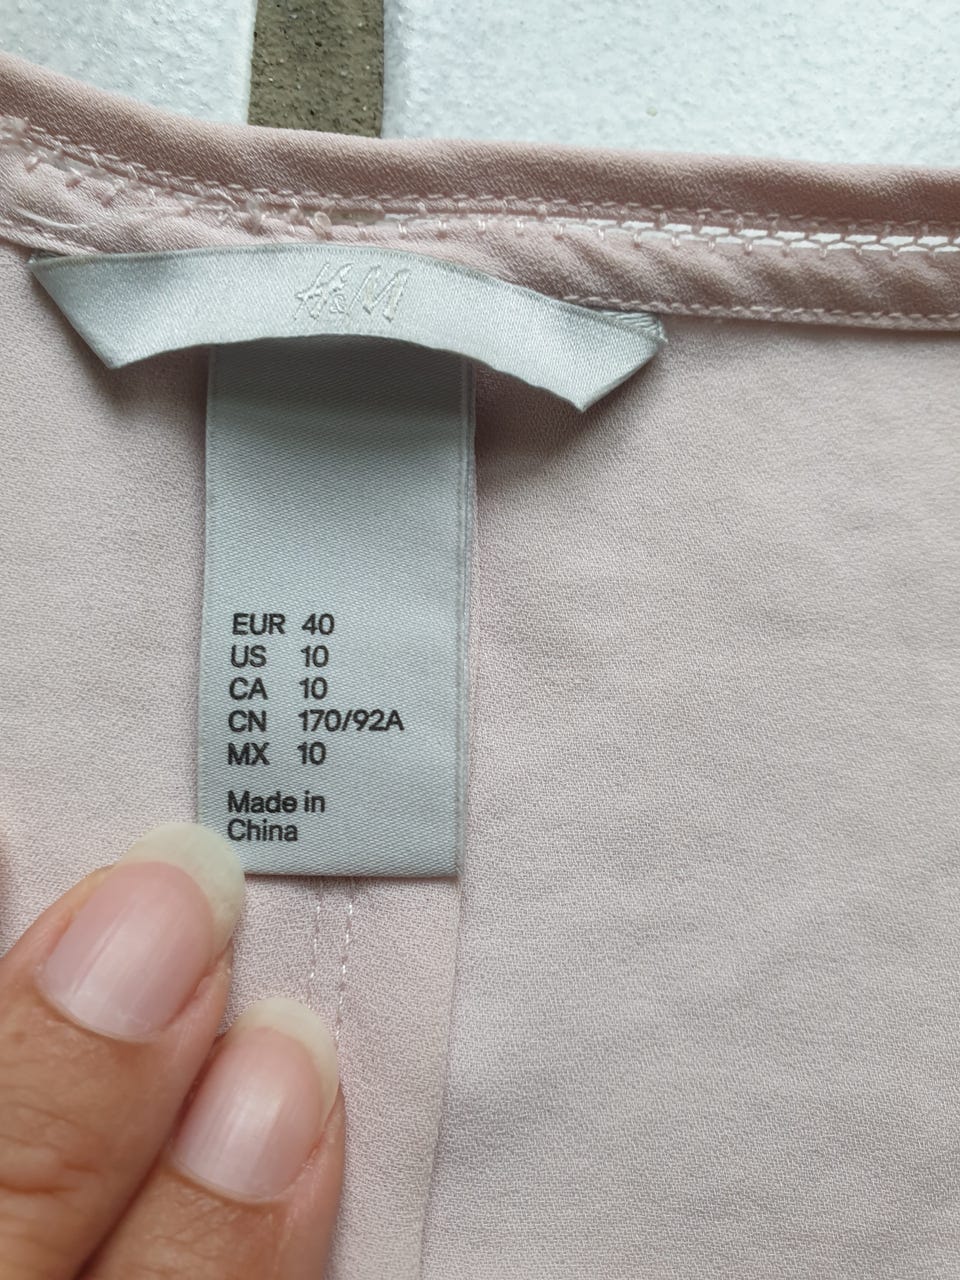 H&M
EUR 40
US 10
CA 10
CN 170/92A
MX 10
Made in
China